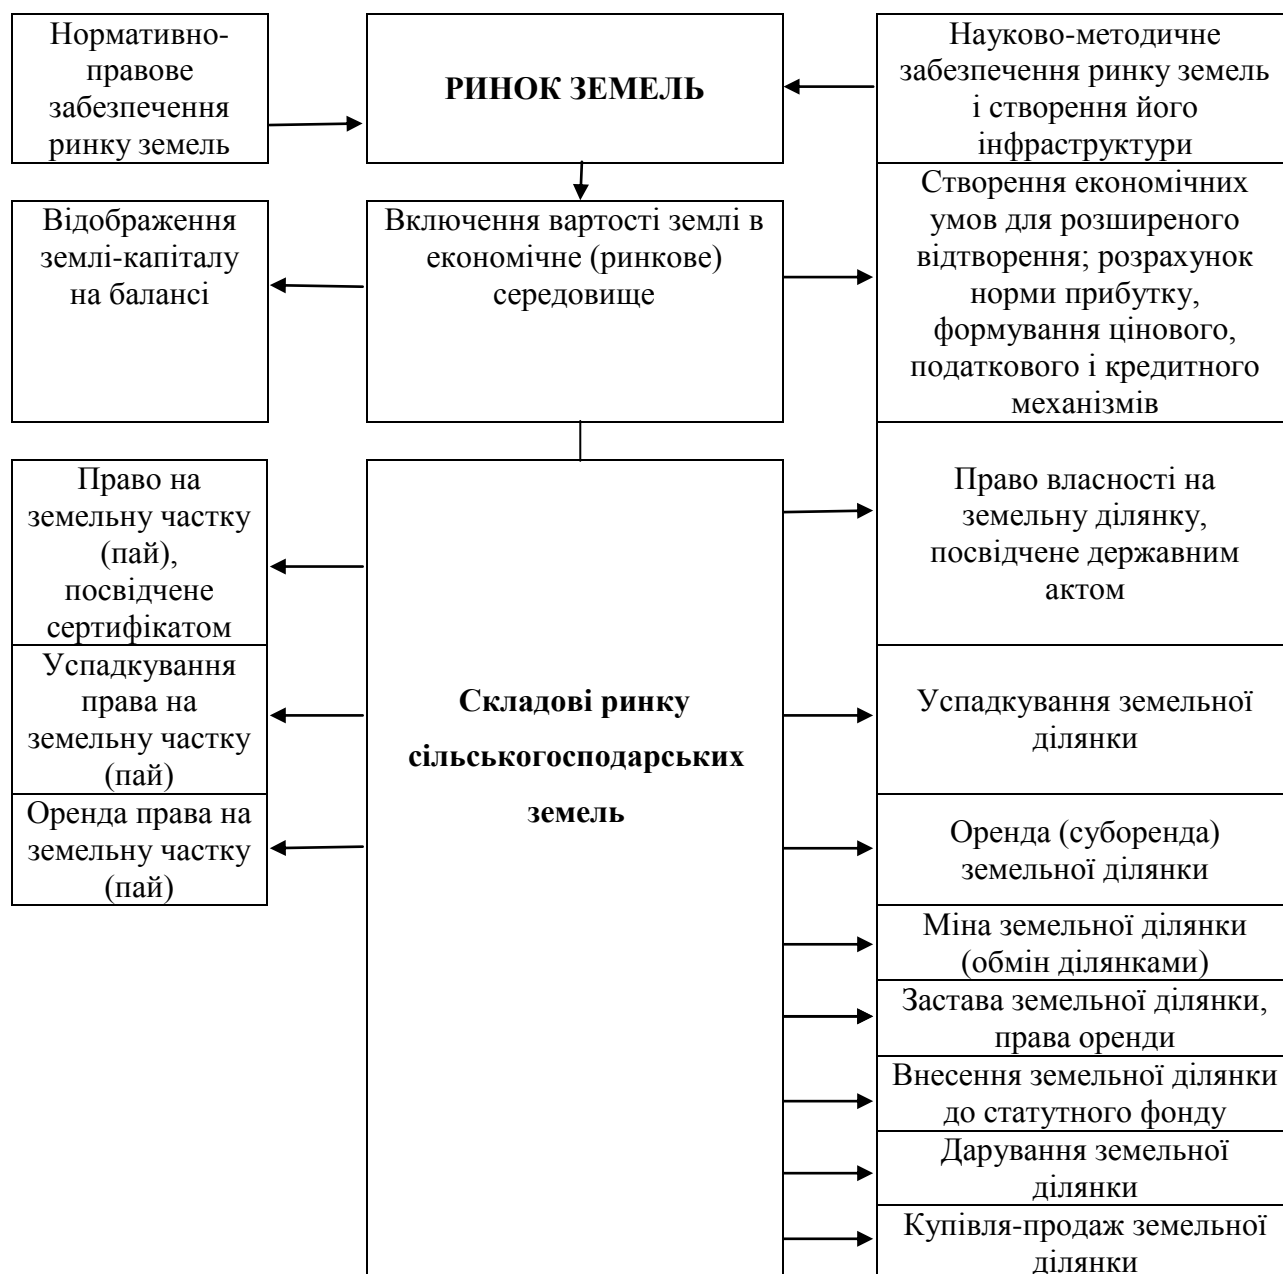 Нормативно-
правове
забезпечення
ринку земель
РИНОК ЗЕМЕЛЬ
Науково-методичне
забезпечення ринку земель
і створення його
інфраструктури
Відображення
землі-капіталу
на балансі
Включення вартості землі в
економічне (ринкове)
середовище
Створення економічних
умов для розширеного
відтворення; розрахунок
норми прибутку,
формування цінового,
податкового і кредитного
механізмів
Право на
земельну частку
(пай),
посвідчене
сертифікатом
Успадкування
права на
земельну частку
(пай)
Оренда права на
земельну частку
(пай)
Складові ринку
сільськогосподарських
земель
Право власності на
земельну ділянку,
посвідчене державним
актом
Успадкування земельної
ділянки
Оренда (суборенда)
земельної ділянки
Міна земельної ділянки
(обмін ділянками)
Застава земельної ділянки,
права оренди
Внесення земельної ділянки
до статутного фонду
Дарування земельної
ділянки
Купівля-продаж земельної
ділянки